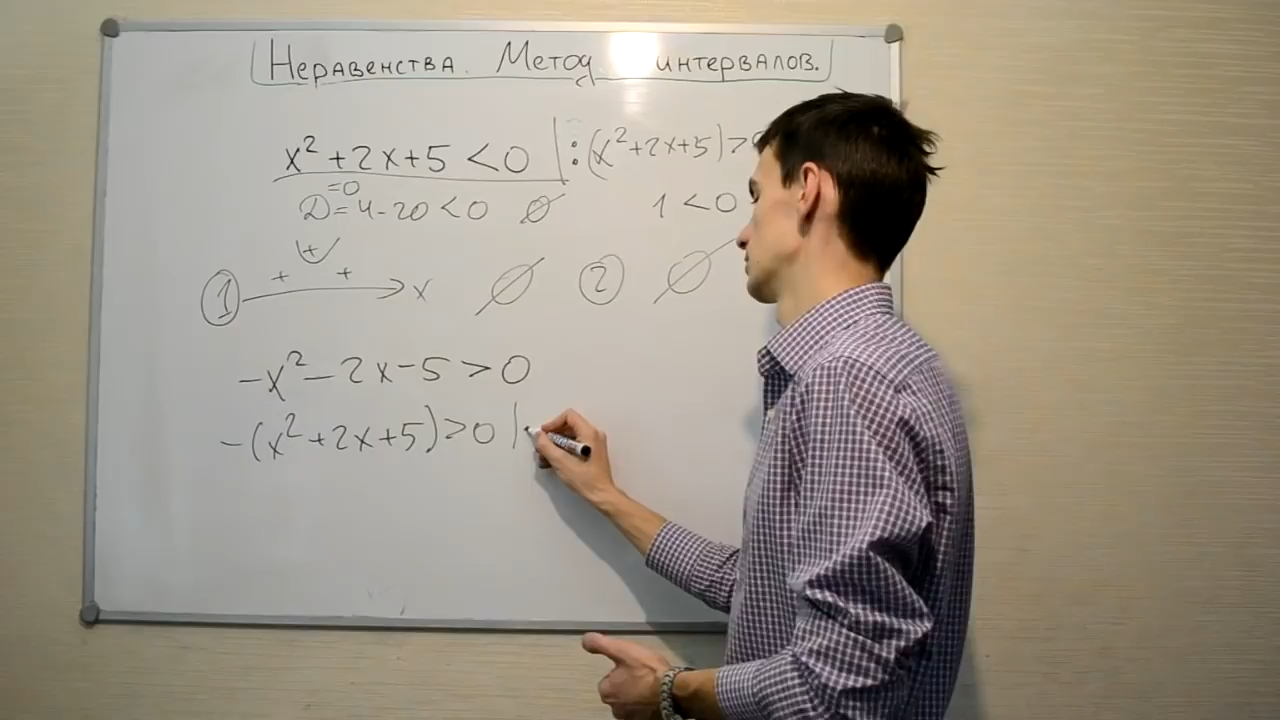 Неравенства. Метод интервалов.
x² + 2x + 5 < 0 | : (x² + 2x + 5) >
= 0
D = 4 - 20 < 0 ∅ 1 < 0
1 + + + x ∅ 2 ∅
-x² - 2x - 5 > 0
-(x² + 2x + 5) > 0 |